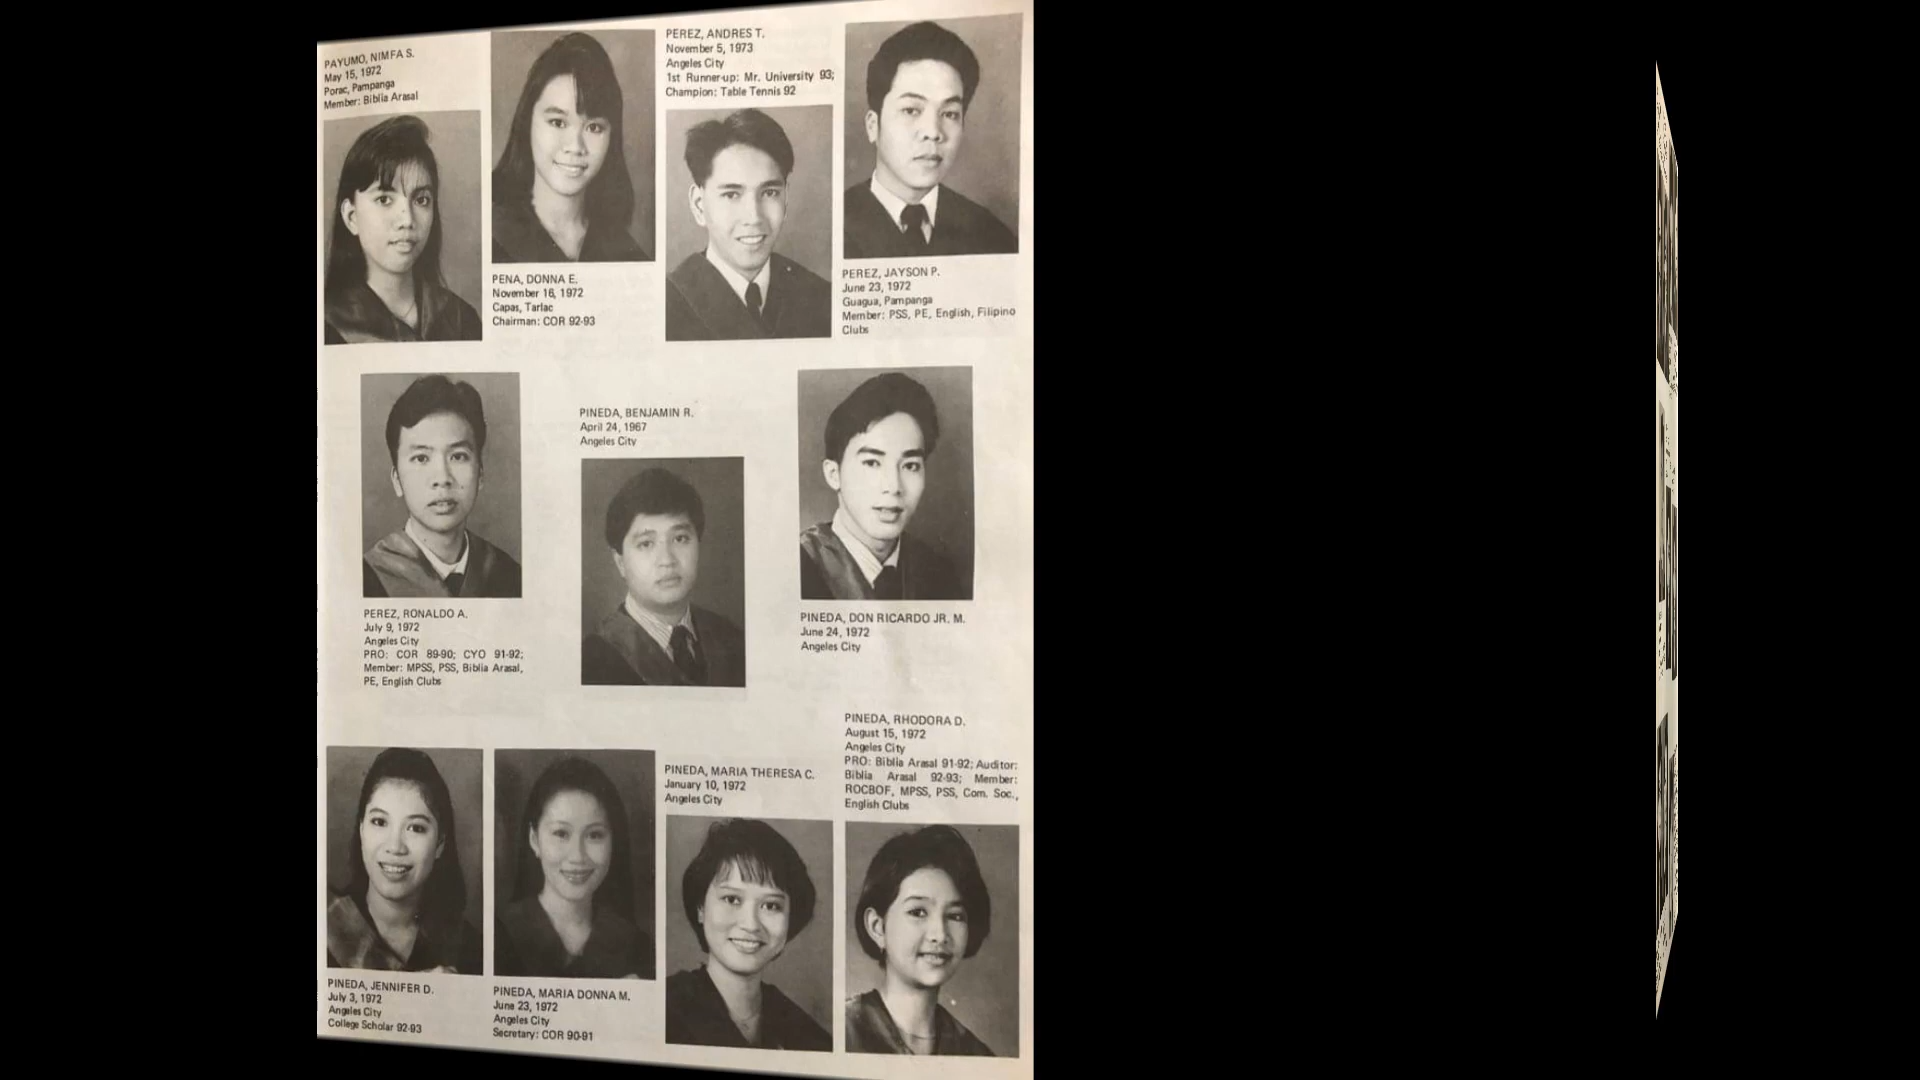 PAYUMO, NIMFA S.
May 15, 1972
Porac, Pampanga
Member: Biblia Arasal
PENA, DONNA E.
November 16, 1972
Capas, Tarlac
Chairman: COR 92-93
PEREZ, ANDRES T.
November 5, 1973
Angeles City
1st Runner-up: Mr. University 93;
Champion: Table Tennis 92
PEREZ, JAYSON P.
June 23, 1972
Guagua, Pampanga
Member: PSS, PE, English, Filipino
Clubs
PEREZ, RONALDO A.
July 9, 1972
Angeles City
PRO: COR 89-90; CYO 91-92;
Member: MPSS, PSS, Biblia Arasal,
PE, English Clubs
PINEDA, BENJAMIN R.
April 24, 1967
Angeles City
PINEDA, DON RICARDO JR. M.
June 24, 1972
Angeles City
PINEDA, JENNIFER D.
July 3, 1972
Angeles City
College Scholar 92-93
PINEDA, MARIA DONNA M.
June 23, 1972
Angeles City
Secretary: COR 90-91
PINEDA, MARIA THERESA C.
January 10, 1972
Angeles City
PINEDA, RHODORA D.
August 15, 1972
Angeles City
PRO: Biblia Arasal 91-92; Auditor:
Biblia Arasal 92-93; Member:
ROCBOF, MPSS, PSS, Com. Soc.,
English Clubs